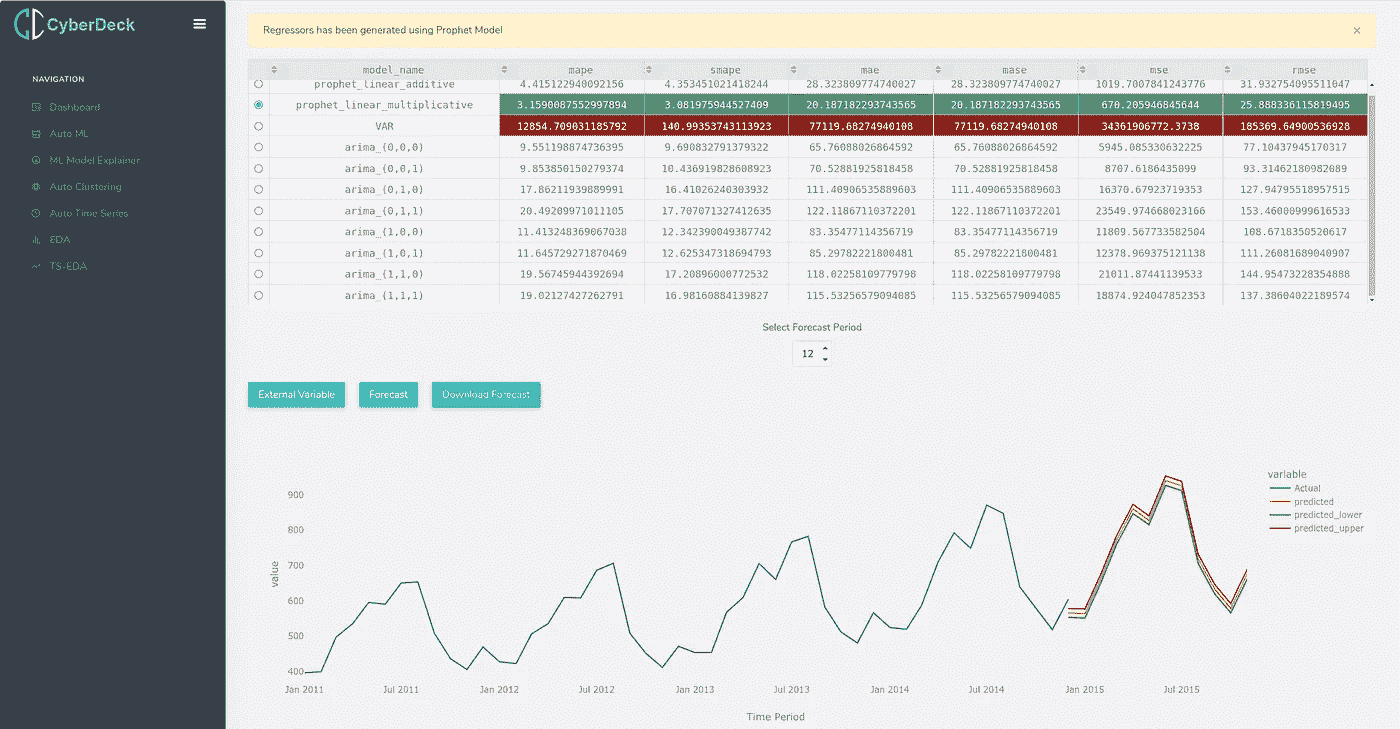 CyberDeck
Regressors has been generated using Prophet Model ×
NAVIGATION
Dashboard
Auto ML
ML Model Explainer
Auto Clustering
Auto Time Series
EDA
TS-EDA
model_name mape smape mae mase mse rmse
prophet_linear_additive 4.415122940092156 4.353451021418244 28.323809774740027 28.323809774740027 1019.7007841243776 31.932754095511047
prophet_linear_multiplicative 3.1590087552997894 3.081975944527409 20.187182293743565 20.187182293743565 670.205946845644 25.888336115819495
VAR 12854.709031185792 140.99353743113923 77119.68274940108 77119.68274940108 34361906772.3738 185369.64900536928
arima_(0,0,0) 9.551198874736395 9.690832791379322 65.76088026864592 65.76088026864592 5945.085330632225 77.10437945170317
arima_(0,0,1) 9.853850150279374 10.436919828608923 70.52881925818458 70.52881925818458 8707.6186435099 93.31462180982089
arima_(0,1,0) 17.86211939889991 16.41026240303932 111.40906535889603 111.40906535889603 16370.67923719353 127.94795518957515
arima_(0,1,1) 20.49209971011105 17.707071327412635 122.11867110372201 122.11867110372201 23549.974668023166 153.46000999616533
arima_(1,0,0) 11.413248369067038 12.342390049387742 83.35477114356719 83.35477114356719 11809.567733582504 108.6718350520617
arima_(1,0,1) 11.645729271870469 12.625347318694793 85.29782221800481 85.29782221800481 12378.969375121138 111.26081689040907
arima_(1,1,0) 19.56745944392694 17.20896000772532 118.02258109779798 118.02258109779798 21011.87441139533 144.95473228354888
arima_(1,1,1) 19.02127427262791 16.98160884139827 115.53256579094085 115.53256579094085 18874.924047852353 137.38604022189574
Select Forecast Period
12
External Variable Forecast Download Forecast
variable
Actual
predicted
predicted_lower
predicted_upper
900
800
700
600
500
400
value
Jan 2011 Jul 2011 Jan 2012 Jul 2012 Jan 2013 Jul 2013 Jan 2014 Jul 2014 Jan 2015 Jul 2015
Time Period